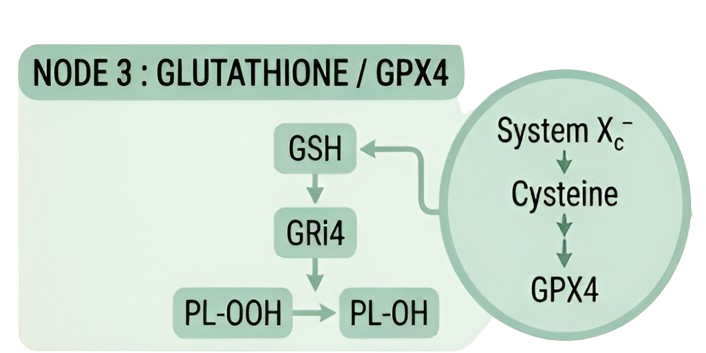 NODE 3 : GLUTATHIONE / GPX4
GSH
GRi4
PL-OOH
PL-OH
System Xc⁻
Cysteine
GPX4